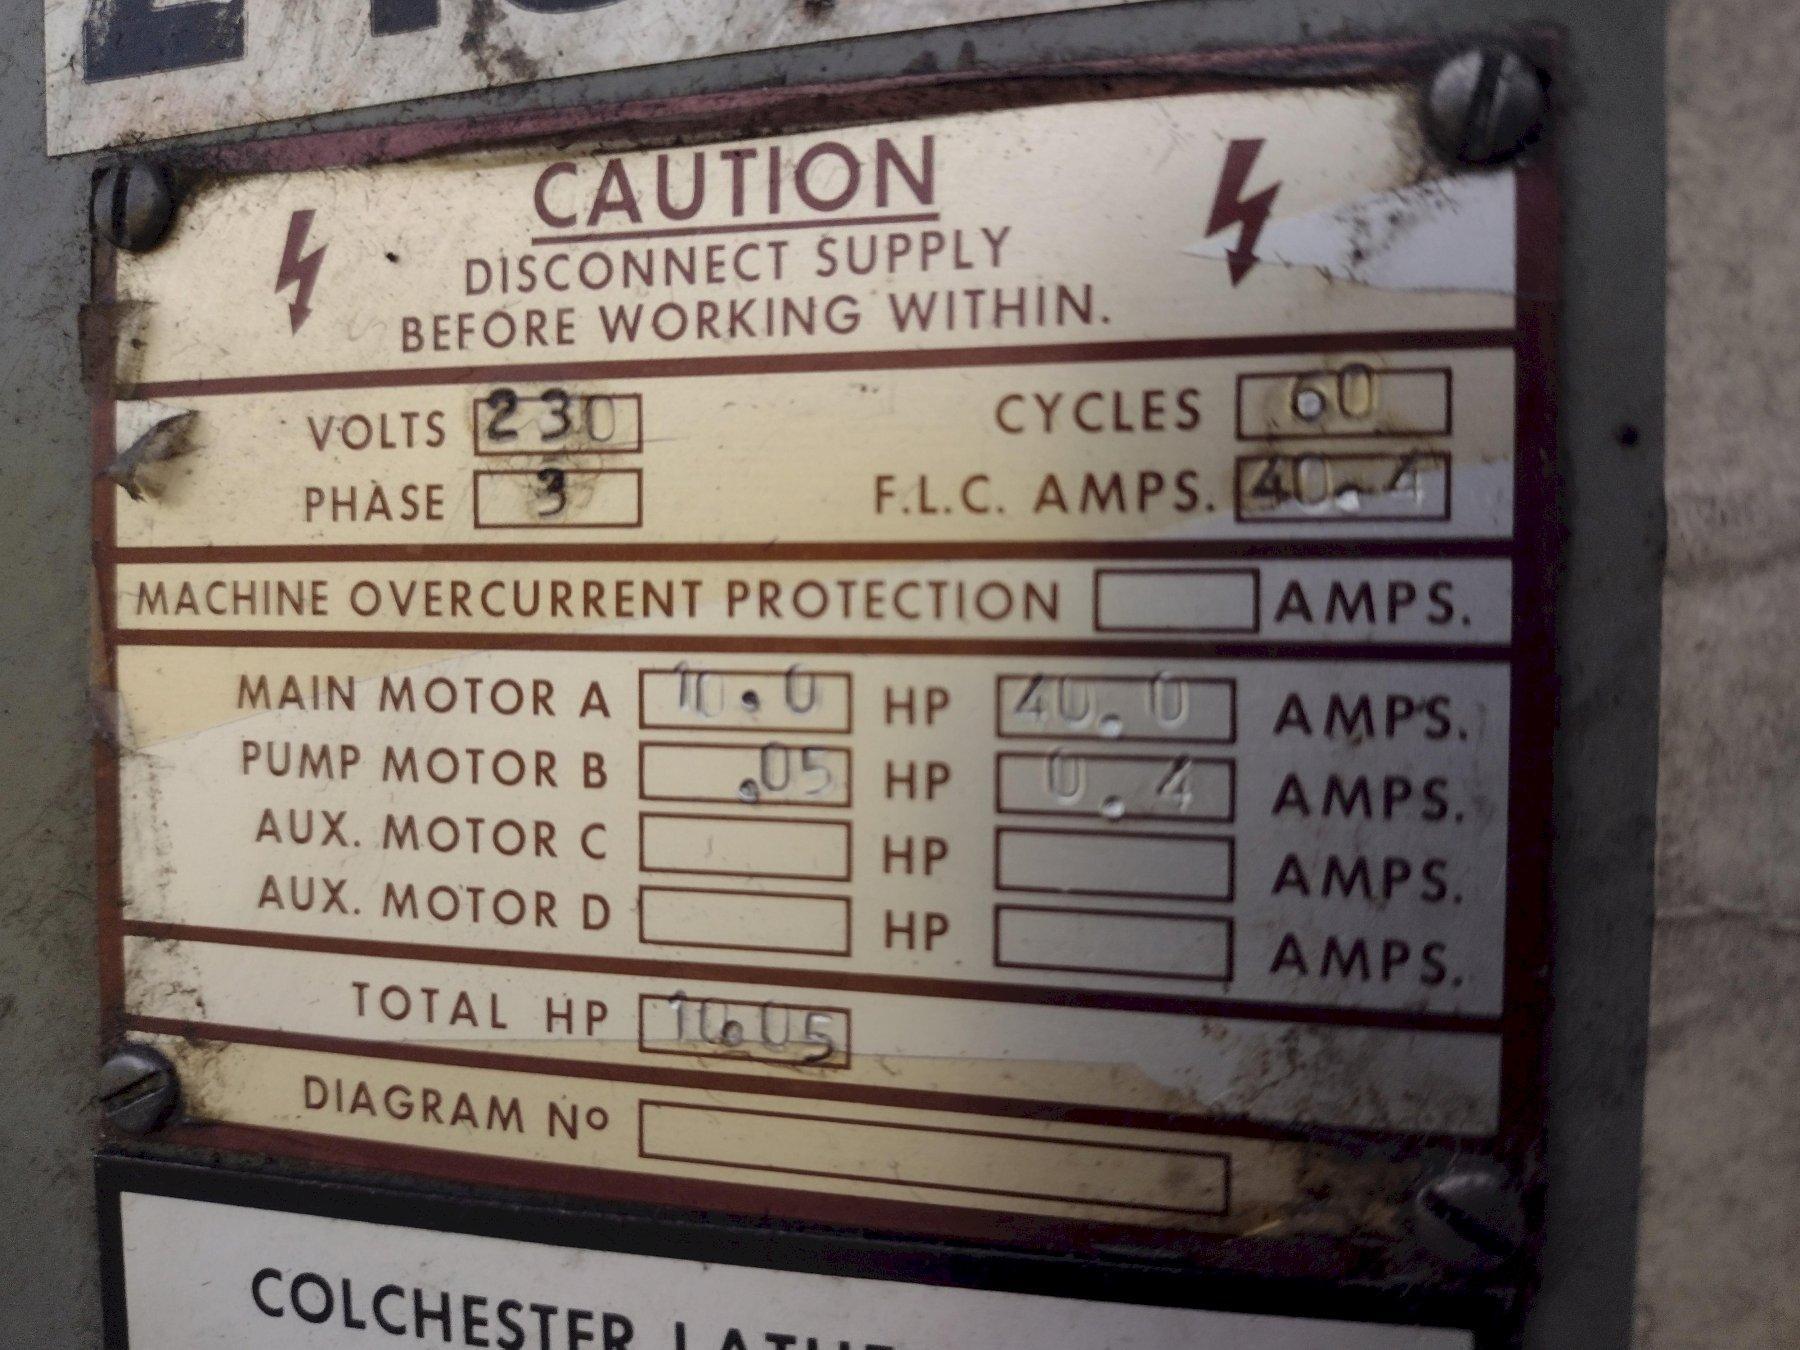 CAUTION
DISCONNECT SUPPLY
BEFORE WORKING WITHIN.
VOLTS 230 CYCLES 60
PHASE 3 F.L.C. AMPS. 40.4
MACHINE OVERCURRENT PROTECTION AMPS.
MAIN MOTOR A 10.0 HP 40.0 AMPS.
PUMP MOTOR B .05 HP 0.4 AMPS.
AUX. MOTOR C HP AMPS.
AUX. MOTOR D HP AMPS.
TOTAL HP 10.05
DIAGRAM Nº
COLCHESTER LATHE